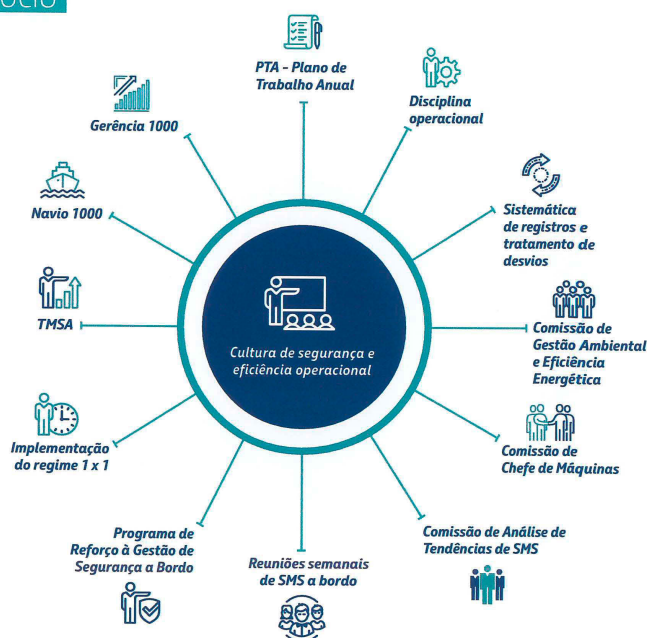 PTA - Plano de
Trabalho Anual
Disciplina
operacional
Sistemática
de registros e
tratamento de
desvios
Comissão de
Gestão Ambiental
e Eficiência
Energética
Comissão de
Chefe de Máquinas
Comissão de Análise de
Tendências de SMS
Reuniões semanais
de SMS a bordo
Programa de
Reforço à Gestão de
Segurança a Bordo
Implementação
do regime 1 x 1
TMSA
Navio 1000
Gerência 1000
Cultura de segurança e
eficiência operacional